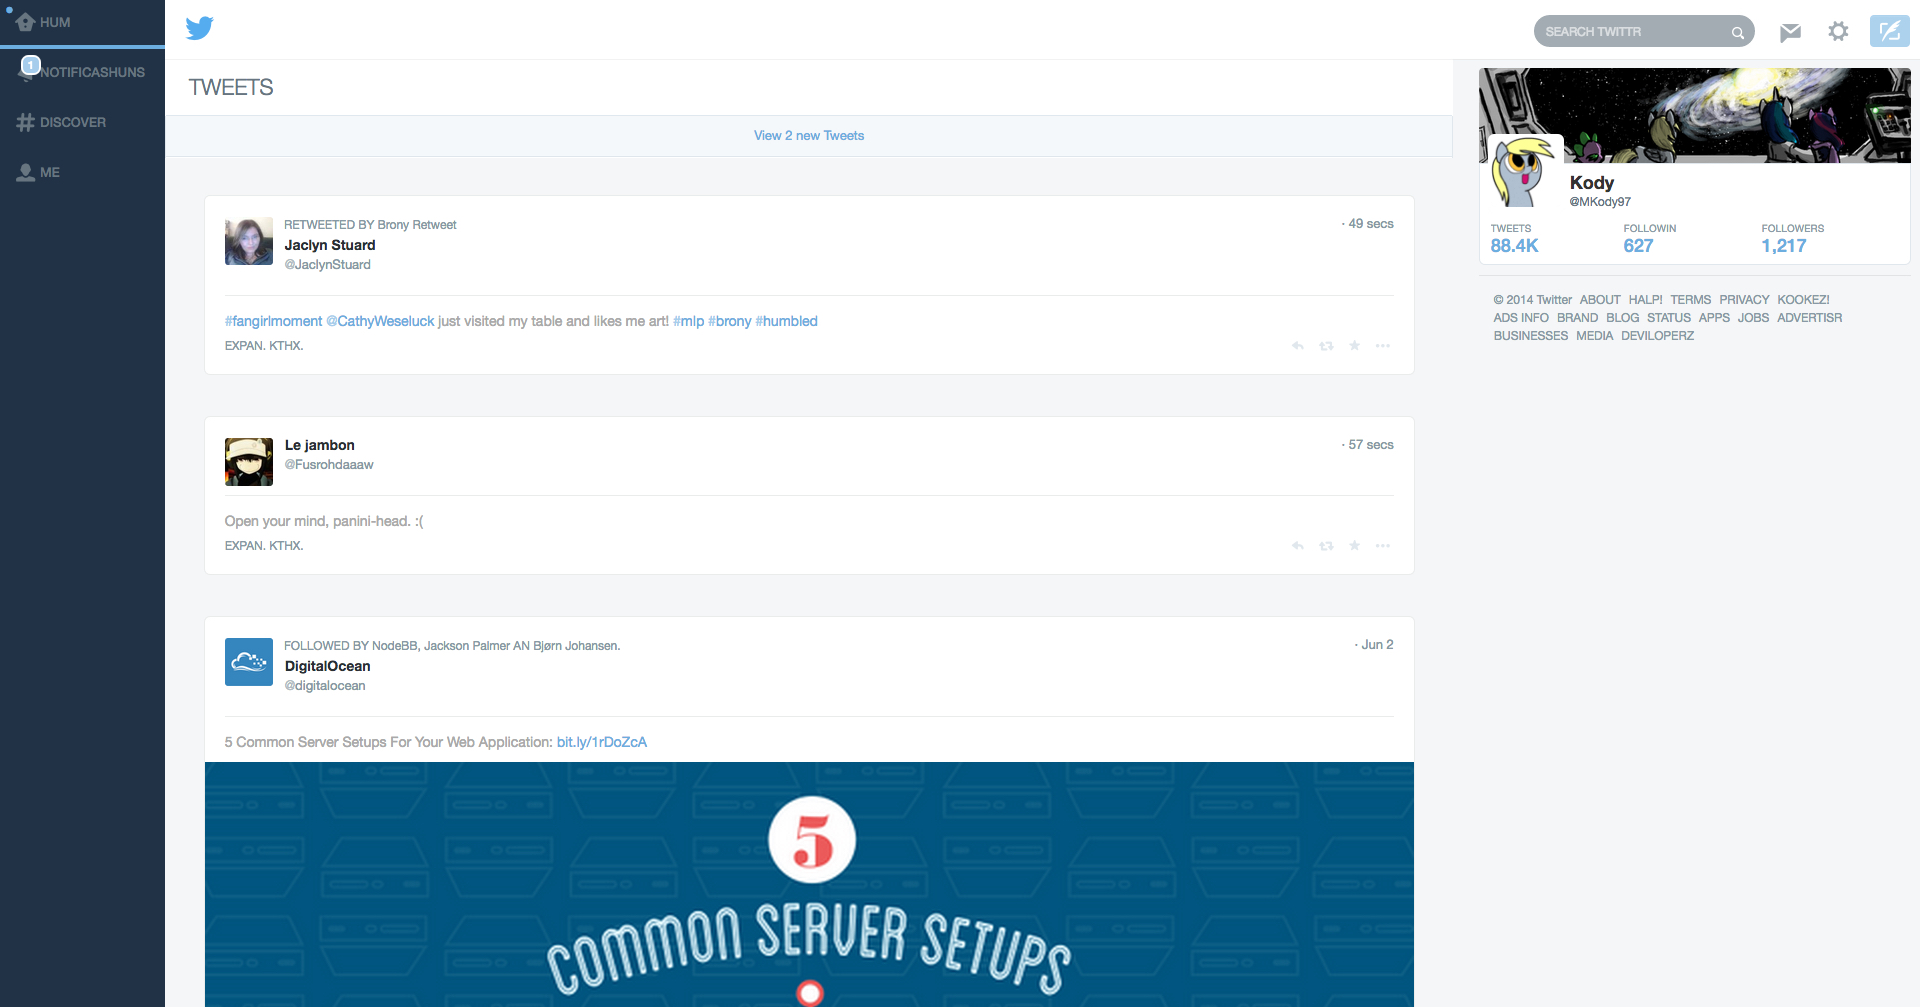 HUM
1
NOTIFICASHUNS
DISCOVER
ME
SEARCH TWITTR
TWEETS
View 2 new Tweets
RETWEETED BY Brony Retweet
· 49 secs
Jaclyn Stuard
@JaclynStuard
#fangirlmoment @CathyWeseluck just visited my table and likes me art! #mlp #brony #humbled
EXPAN. KTHX.
Le jambon
· 57 secs
@Fusrohdaaaw
Open your mind, panini-head. :(
EXPAN. KTHX.
FOLLOWED BY NodeBB, Jackson Palmer AN Bjørn Johansen.
· Jun 2
DigitalOcean
@digitalocean
5 Common Server Setups For Your Web Application: bit.ly/1rDoZcA
5
COMMON SERVER SETUPS
Kody
@MKody97
TWEETS FOLLOWIN FOLLOWERS
88.4K 627 1,217
© 2014 Twitter ABOUT HALP! TERMS PRIVACY KOOKEZ!
ADS INFO BRAND BLOG STATUS APPS JOBS ADVERTISR
BUSINESSES MEDIA DEVILOPERZ